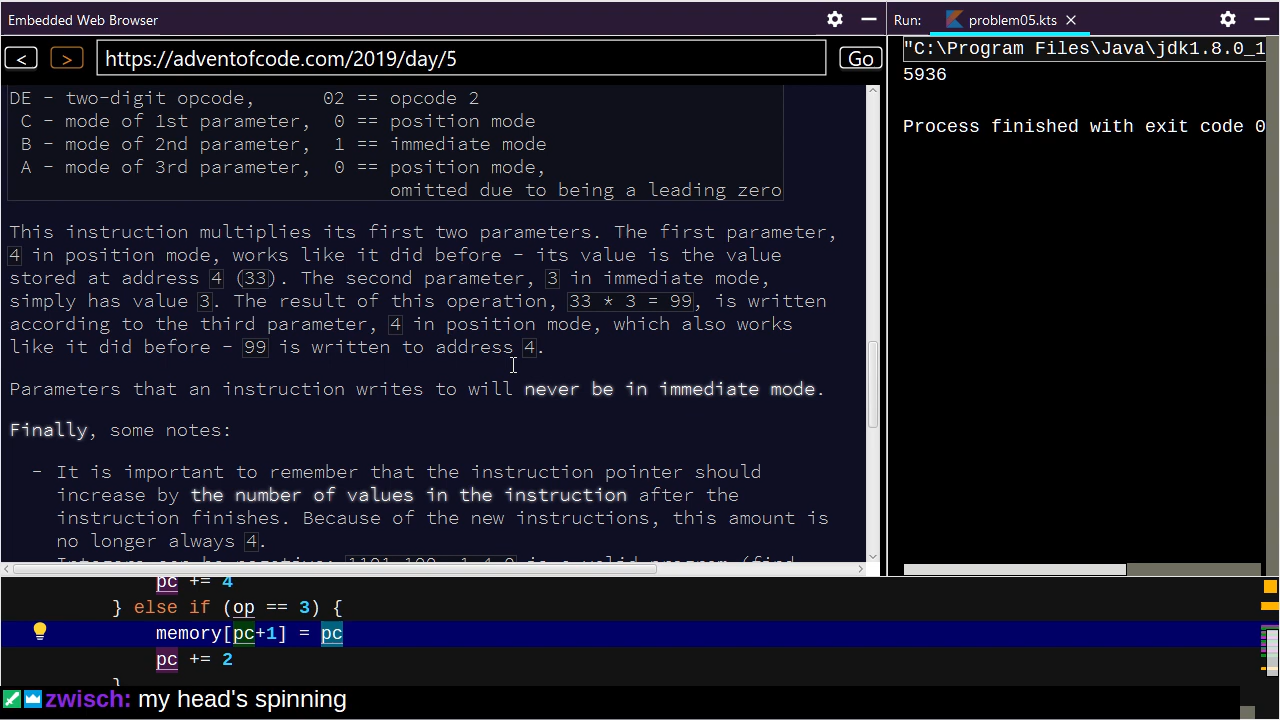 Embedded Web Browser
< > https://adventofcode.com/2019/day/5 Go
DE - two-digit opcode, 02 == opcode 2
C - mode of 1st parameter, 0 == position mode
B - mode of 2nd parameter, 1 == immediate mode
A - mode of 3rd parameter, 0 == position mode,
omitted due to being a leading zero
This instruction multiplies its first two parameters. The first parameter,
4 in position mode, works like it did before - its value is the value
stored at address 4 (33). The second parameter, 3 in immediate mode,
simply has value 3. The result of this operation, 33 * 3 = 99, is written
according to the third parameter, 4 in position mode, which also works
like it did before - 99 is written to address 4.
Parameters that an instruction writes to will never be in immediate mode.
Finally, some notes:
- It is important to remember that the instruction pointer should
increase by the number of values in the instruction after the
instruction finishes. Because of the new instructions, this amount is
no longer always 4.
Run: problem05.kts ×
"C:\Program Files\Java\jdk1.8.0_1
5936
Process finished with exit code 0
pc += 4
} else if (op == 3) {
memory[pc+1] = pc
pc += 2
zwisch: my head's spinning